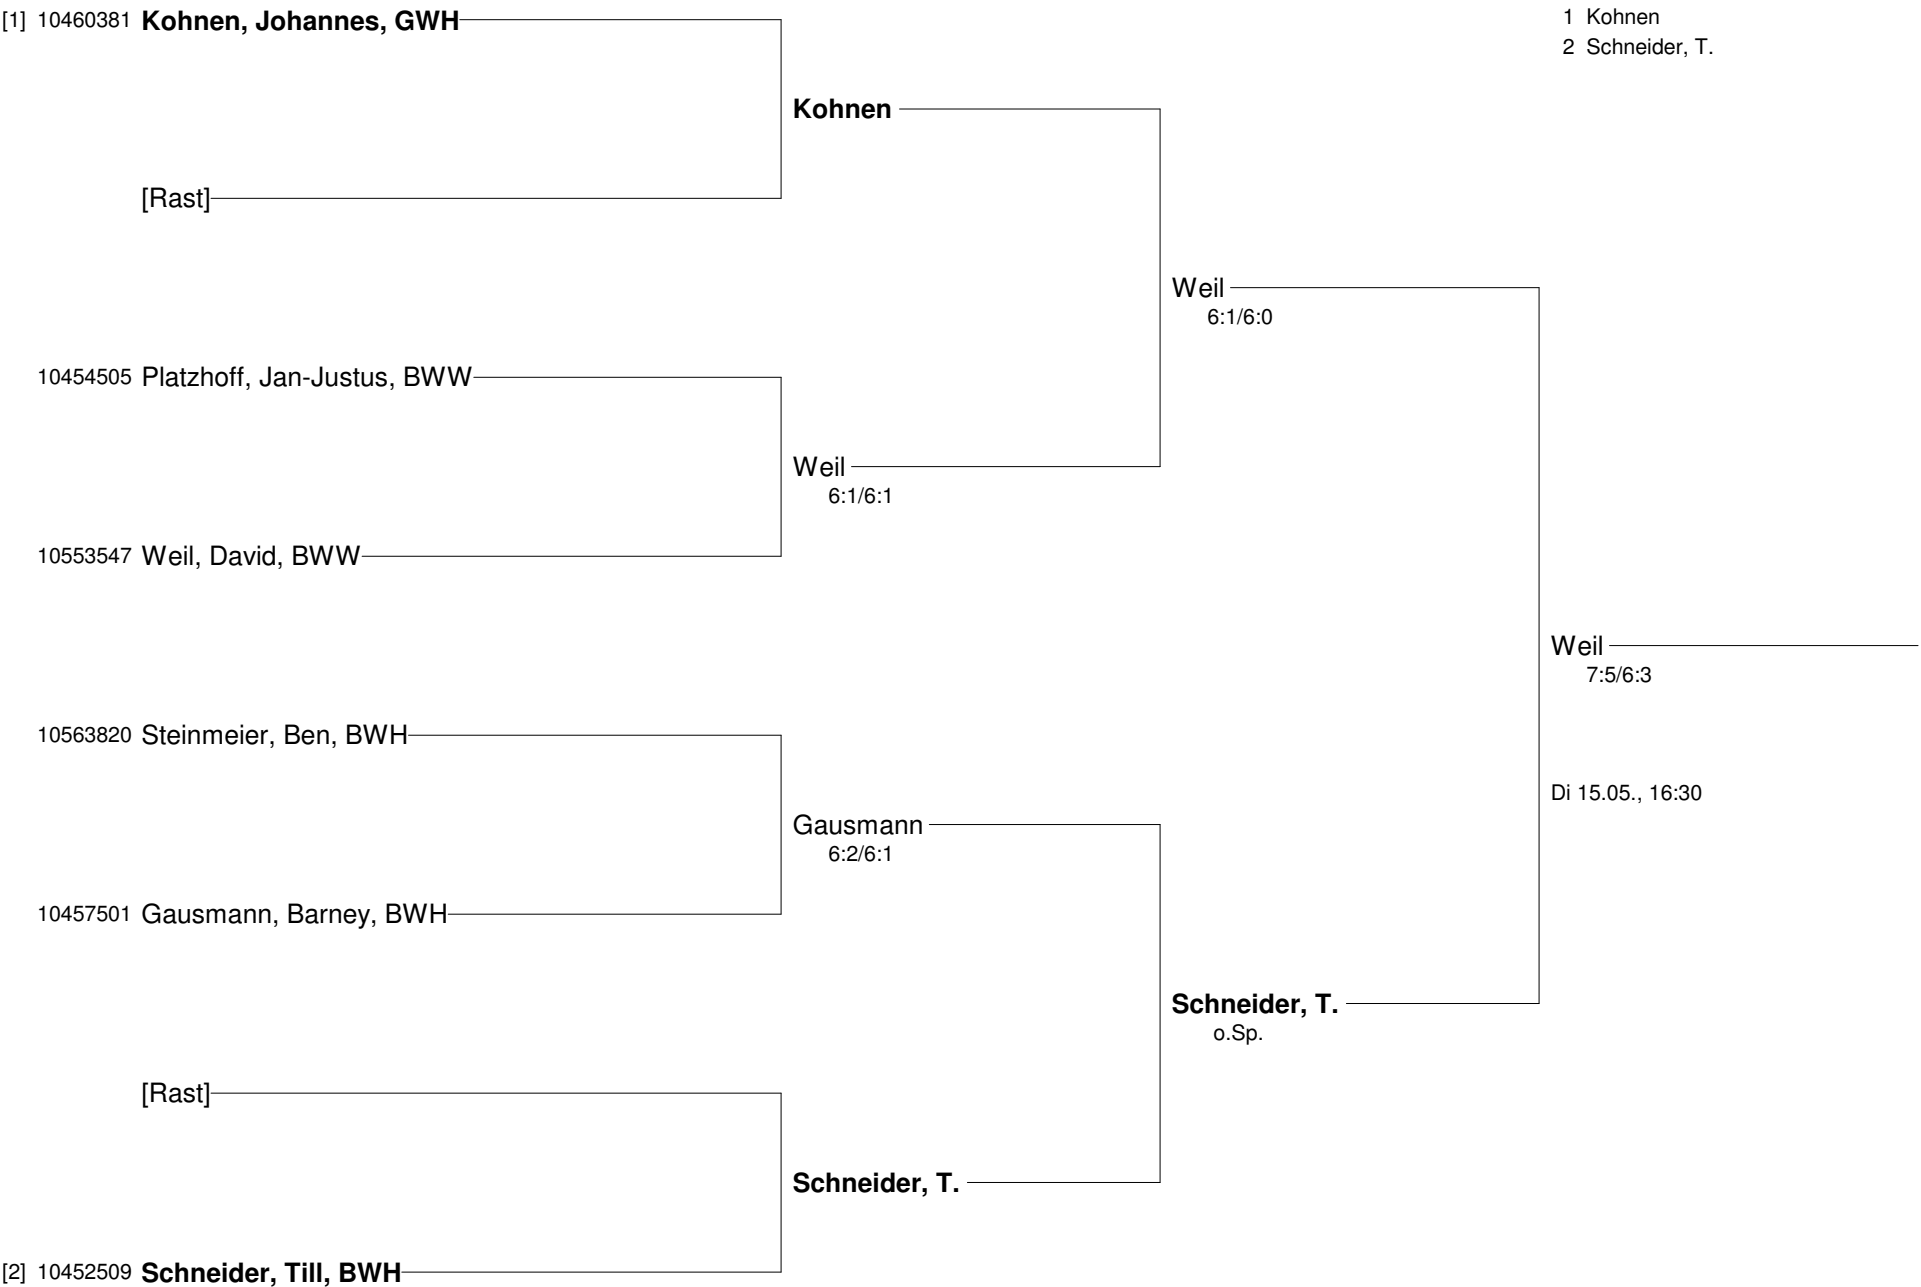 [1] 10460381 Kohnen, Johannes, GWH
1 Kohnen
2 Schneider, T.
Kohnen
[Rast]
Weil
6:1/6:0
10454505 Platzhoff, Jan-Justus, BWW
Weil
6:1/6:1
10553547 Weil, David, BWW
Weil
7:5/6:3
10563820 Steinmeier, Ben, BWH
Di 15.05., 16:30
Gausmann
6:2/6:1
10457501 Gausmann, Barney, BWH
Schneider, T.
o.Sp.
[Rast]
Schneider, T.
[2] 10452509 Schneider, Till, BWH